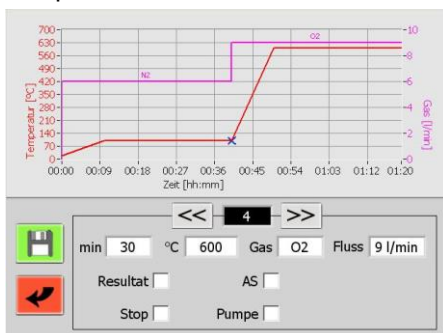 700
630
560
490
420
350
280
210
140
70
0
Temperatur [ºC]
10
8
6
4
2
0
Gas [l/min]
N2
O2
00:00 00:09 00:18 00:27 00:36 00:45 00:54 01:03 01:12 01:20
Zeit [hh:mm]
<< 4 >>
min 30 ºC 600 Gas O2 Fluss 9 l/min
Resultat AS
Stop Pumpe